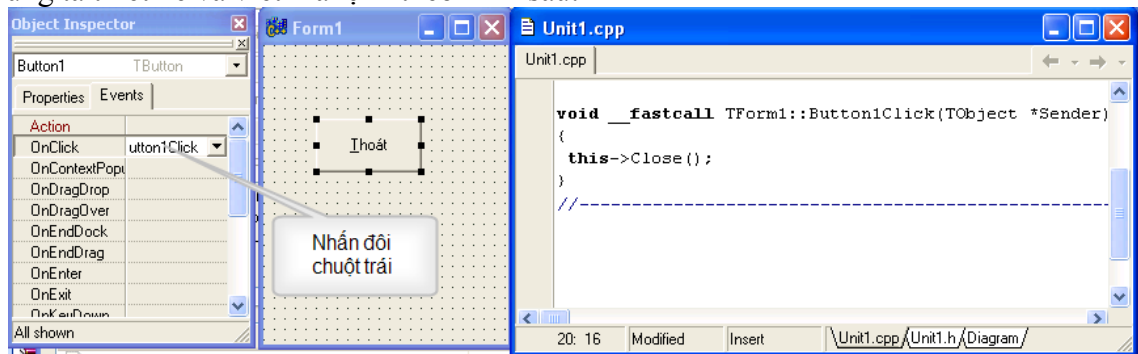 Object Inspector
Button1 TButton
Properties Events
Action
OnClick utton1Click
OnContextPopu
OnDragDrop
OnDragOver
OnEndDock
OnEndDrag
OnEnter
OnExit
OnKeyDown
All shown
Form1
Thoát
Nhấn đôi
chuột trái
Unit1.cpp
Unit1.cpp
void __fastcall TForm1::Button1Click(TObject *Sender)
{
this->Close();
}
//---------------------------------------------------
20: 16 Modified Insert \Unit1.cpp/Unit1.h/Diagram/